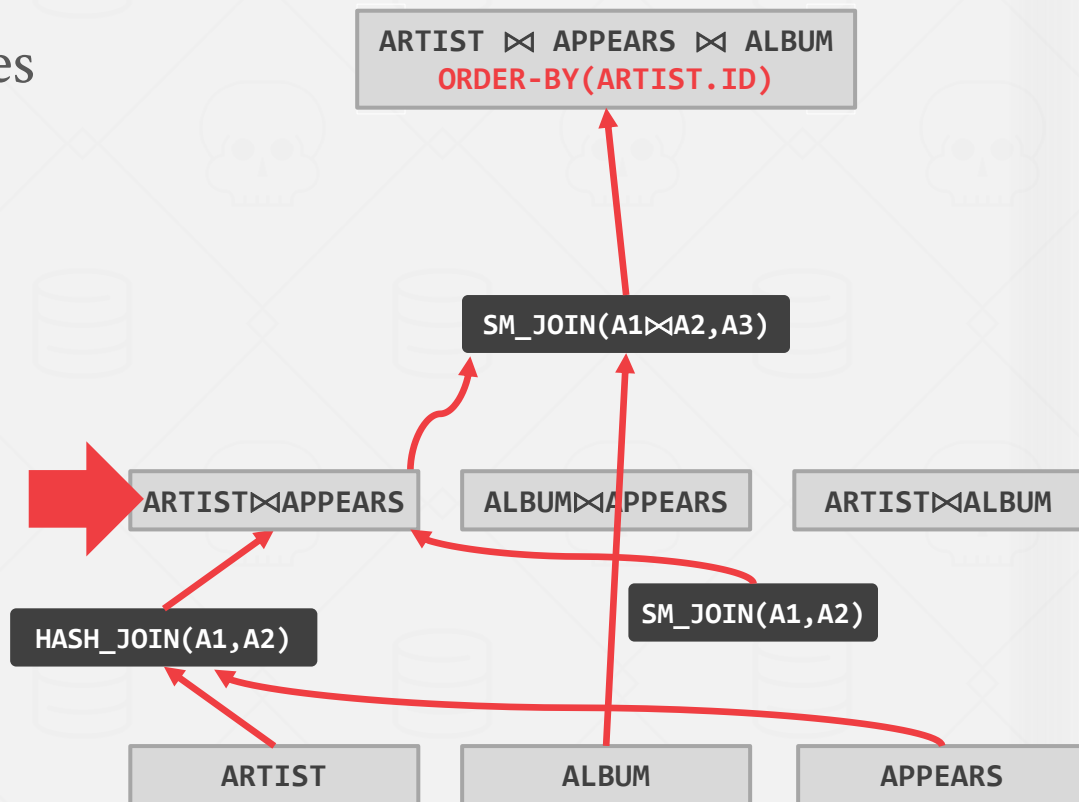 ARTIST ⋈ APPEARS ⋈ ALBUM
ORDER-BY(ARTIST.ID)
SM_JOIN(A1⋈A2,A3)
ARTIST⋈APPEARS
ALBUM⋈APPEARS
ARTIST⋈ALBUM
SM_JOIN(A1,A2)
HASH_JOIN(A1,A2)
ARTIST
ALBUM
APPEARS